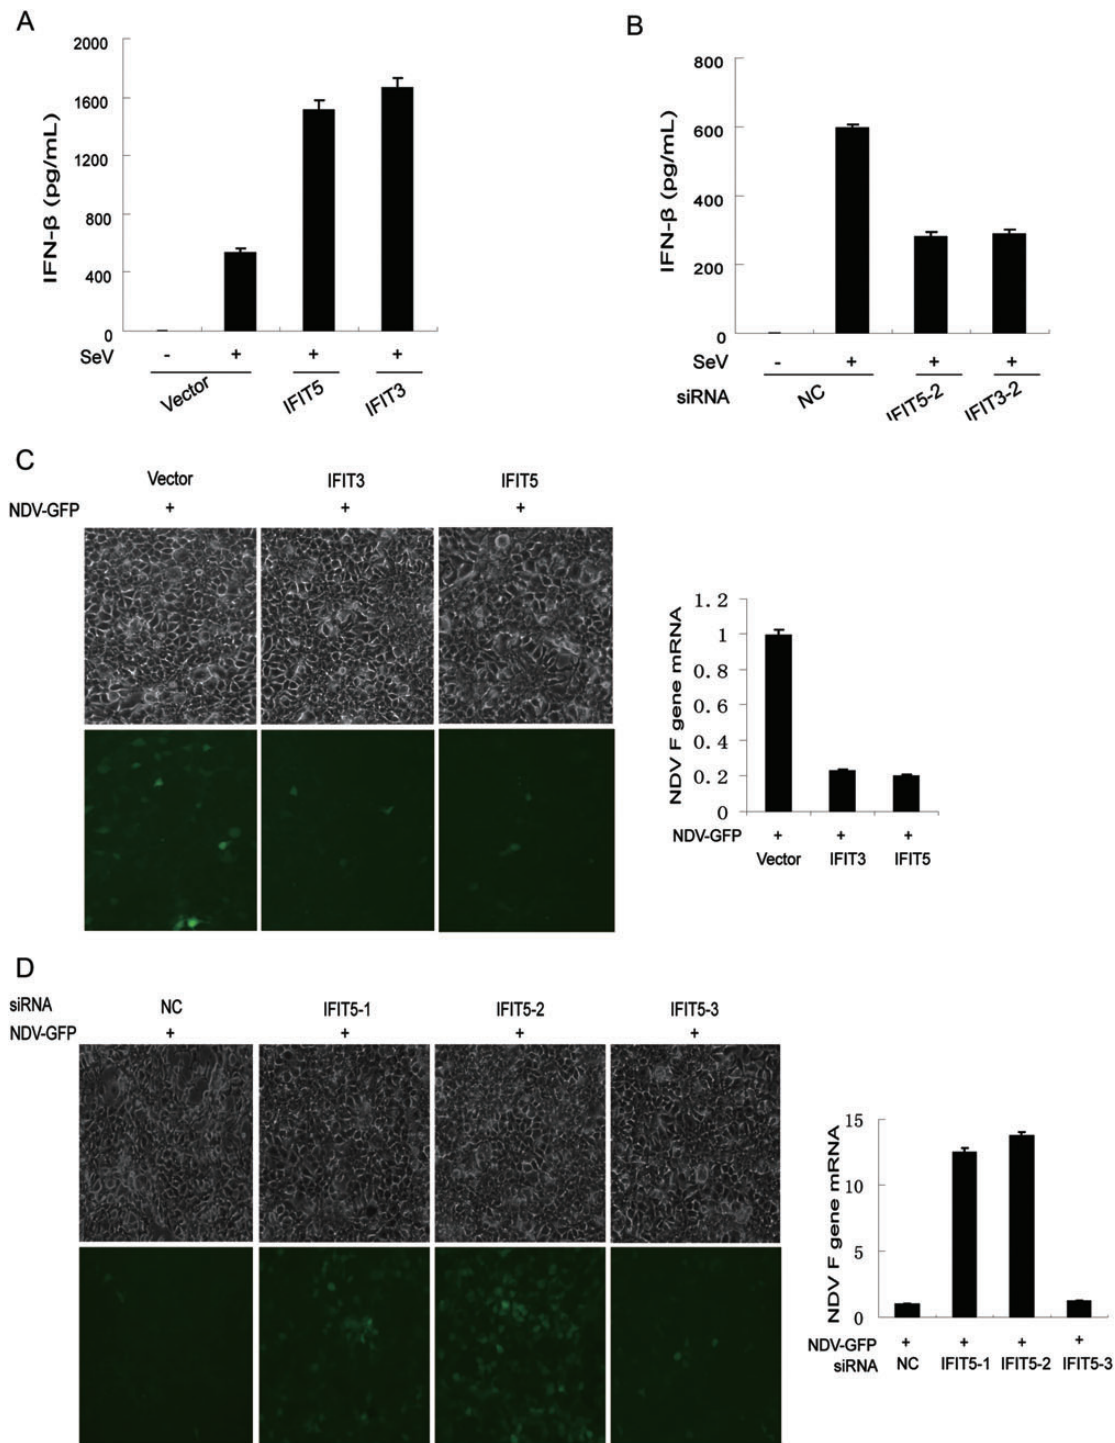 A
2000
1600
1200
800
400
0
IFN-β (pg/mL)
SeV - + + +
Vector IFIT5 IFIT3
B
800
600
400
200
0
IFN-β (pg/mL)
SeV - + + +
siRNA NC IFIT5-2 IFIT3-2
C
Vector IFIT3 IFIT5
NDV-GFP + + +
1.2
1
0.8
0.6
0.4
0.2
0
NDV F gene mRNA
NDV-GFP + + +
Vector IFIT3 IFIT5
D
siRNA NC IFIT5-1 IFIT5-2 IFIT5-3
NDV-GFP + + + +
15
10
5
0
NDV F gene mRNA
NDV-GFP + + + +
siRNA NC IFIT5-1 IFIT5-2 IFIT5-3